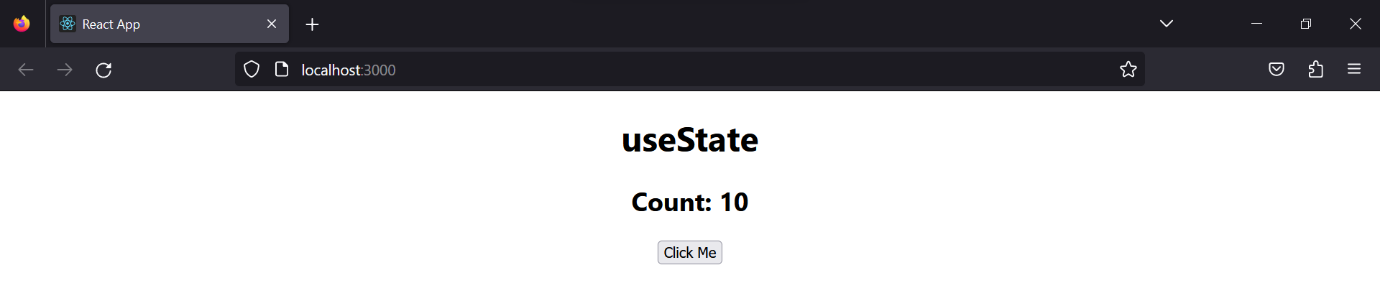 React App
localhost:3000
useState
Count: 10
Click Me